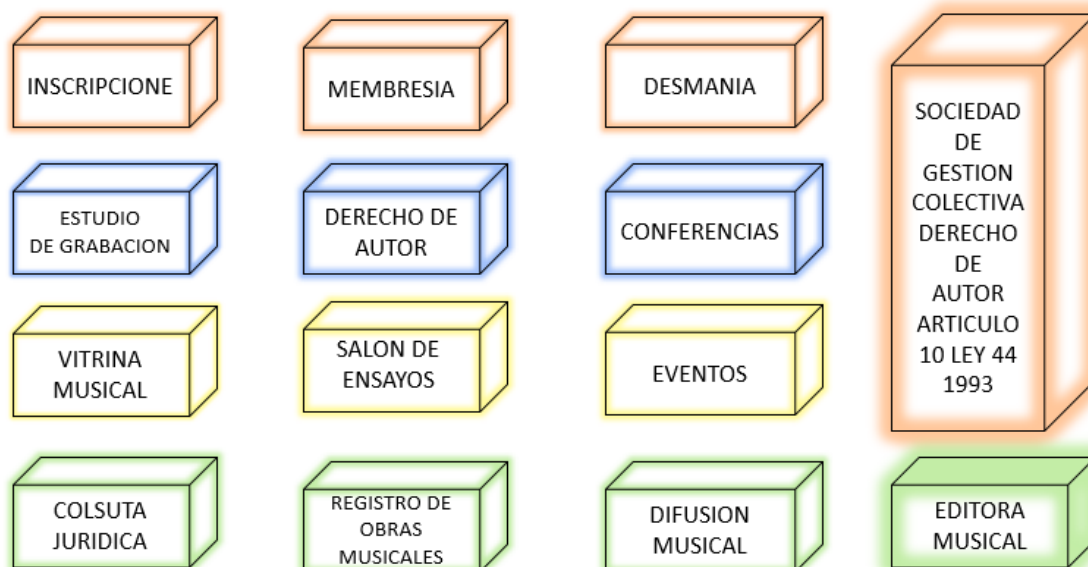 INSCRIPCIONE
MEMBRESIA
DESMANIA
SOCIEDAD
DE
GESTION
COLECTIVA
DERECHO
DE
AUTOR
ARTICULO
10 LEY 44
1993
ESTUDIO
DE GRABACION
DERECHO DE
AUTOR
CONFERENCIAS
VITRINA
MUSICAL
SALON DE
ENSAYOS
EVENTOS
COLSUTA
JURIDICA
REGISTRO DE
OBRAS
MUSICALES
DIFUSION
MUSICAL
EDITORA
MUSICAL